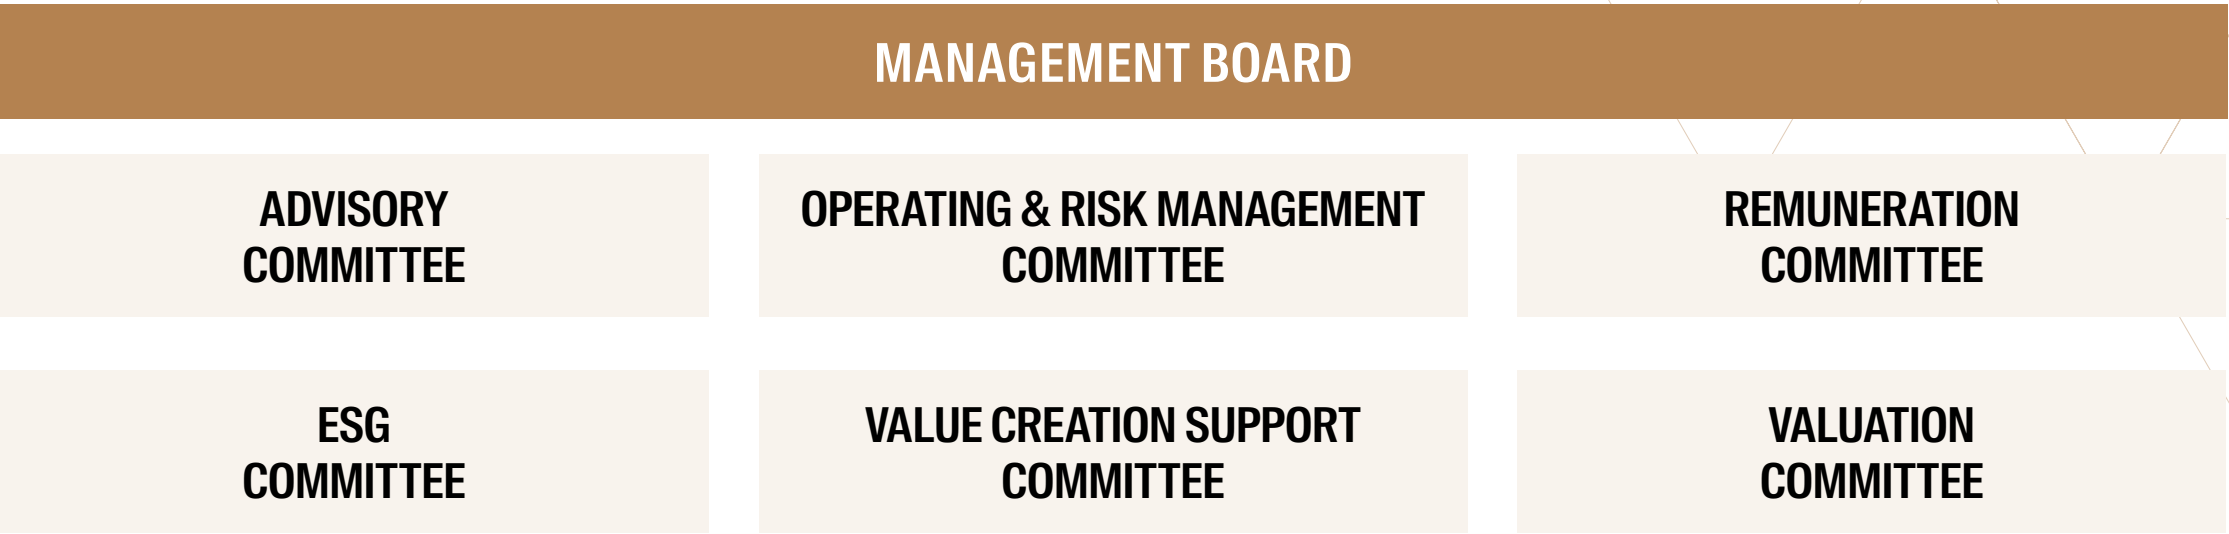 MANAGEMENT BOARD
ADVISORY
COMMITTEE
OPERATING & RISK MANAGEMENT
COMMITTEE
REMUNERATION
COMMITTEE
ESG
COMMITTEE
VALUE CREATION SUPPORT
COMMITTEE
VALUATION
COMMITTEE